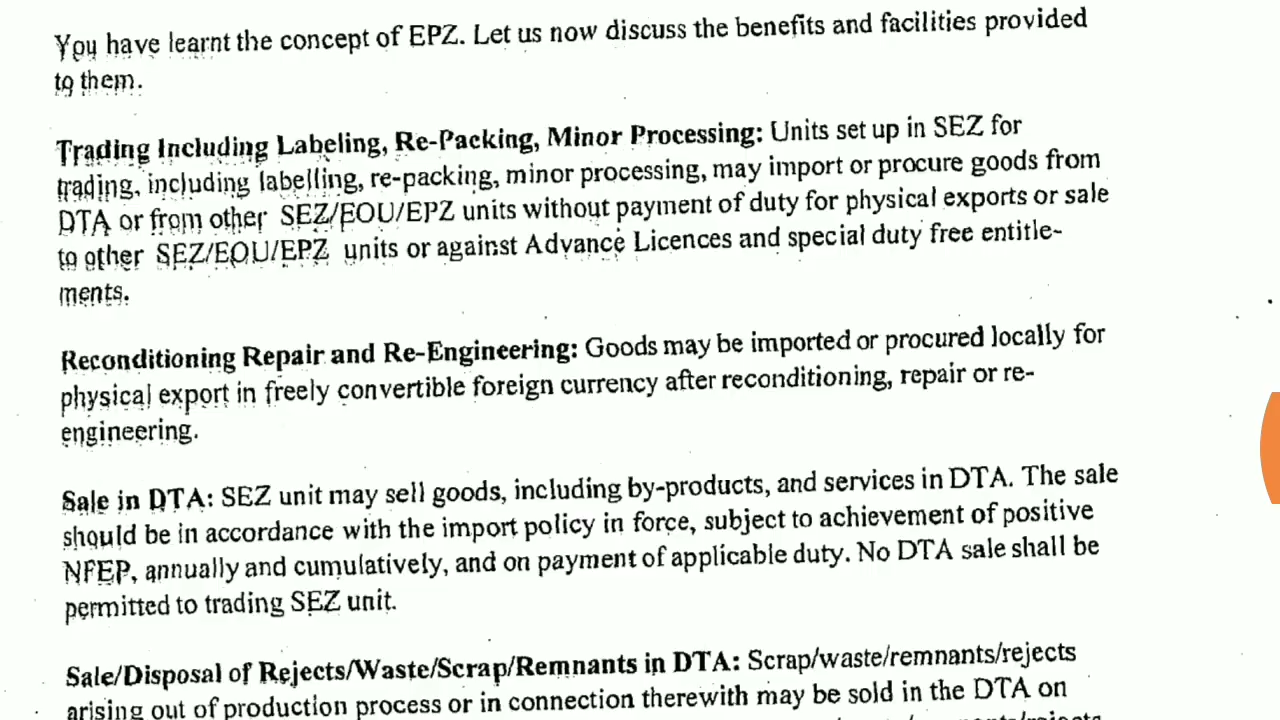 You have learnt the concept of EPZ. Let us now discuss the benefits and facilities provided
to them.
Trading Including Labeling, Re-Packing, Minor Processing: Units set up in SEZ for
trading, including labelling, re-packing, minor processing, may import or procure goods from
DTA or from other SEZ/EOU/EPZ units without payment of duty for physical exports or sale
to other SEZ/EOU/EPZ units or against Advance Licences and special duty free entitle-
ments.
Reconditioning Repair and Re-Engineering: Goods may be imported or procured locally for
physical export in freely convertible foreign currency after reconditioning, repair or re-
engineering.
Sale in DTA: SEZ unit may sell goods, including by-products, and services in DTA. The sale
should be in accordance with the import policy in force, subject to achievement of positive
NFEP, annually and cumulatively, and on payment of applicable duty. No DTA sale shall be
permitted to trading SEZ unit.
Sale/Disposal of Rejects/Waste/Scrap/Remnants in DTA: Scrap/waste/remnants/rejects
arising out of production process or in connection therewith may be sold in the DTA on